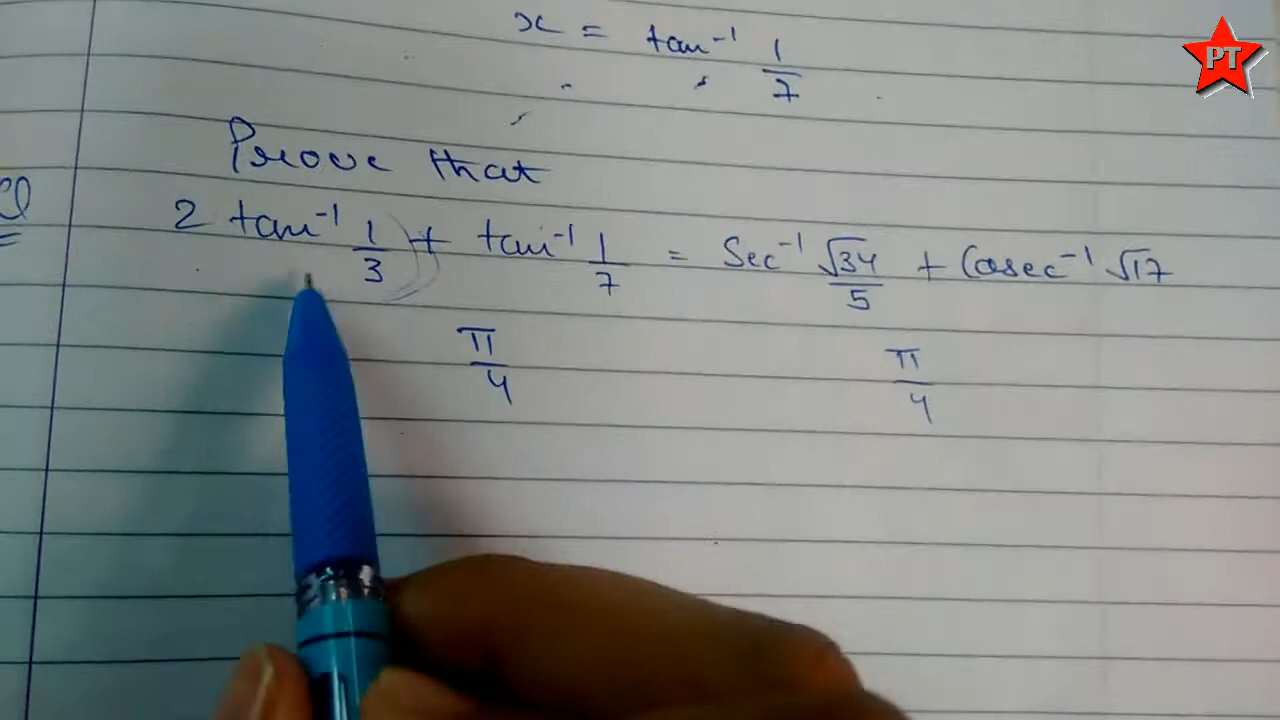 PT
x = tan⁻¹ 1/7
Prove that
2 tan⁻¹ 1/3 + tan⁻¹ 1/7 = Sec⁻¹ √34/5 + Cosec⁻¹ √17
π/4 π/4